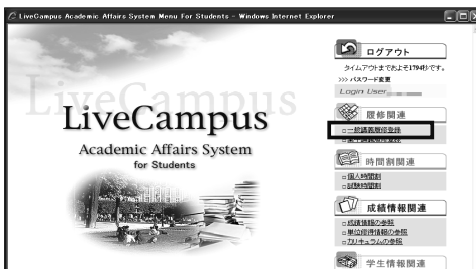 LiveCampus Academic Affairs System Menu For Students - Windows Internet Explorer
ログアウト
タイムアウトまでおよそ1794秒です。
>>> パスワード変更
Login User
LiveCampus
LiveCampus
Academic Affairs System
for Students
履修関連
一般講義履修登録
時間割関連
個人時間割
試験時間割
成績情報関連
成績情報の参照
単位修得情報の参照
カリキュラムの参照
学生情報関連